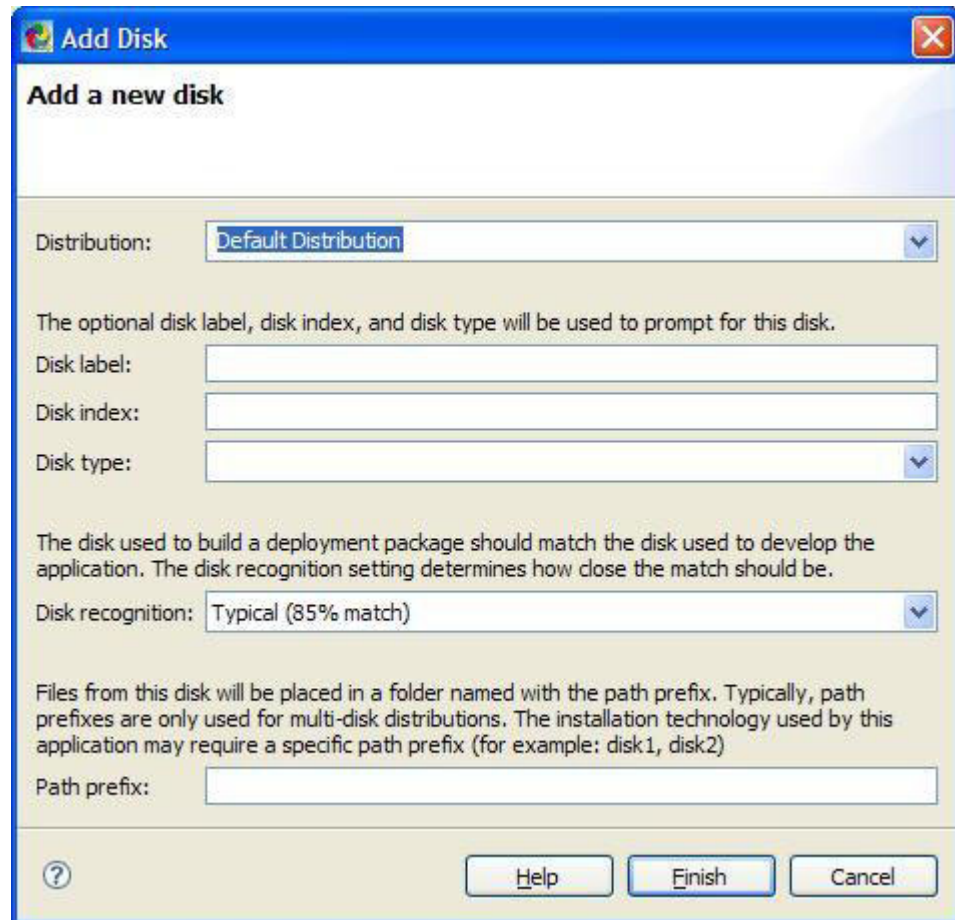 Add Disk
Add a new disk
Distribution: Default Distribution
The optional disk label, disk index, and disk type will be used to prompt for this disk.
Disk label:
Disk index:
Disk type:
The disk used to build a deployment package should match the disk used to develop the
application. The disk recognition setting determines how close the match should be.
Disk recognition: Typical (85% match)
Files from this disk will be placed in a folder named with the path prefix. Typically, path
prefixes are only used for multi-disk distributions. The installation technology used by this
application may require a specific path prefix (for example: disk1, disk2)
Path prefix:
? Help Finish Cancel